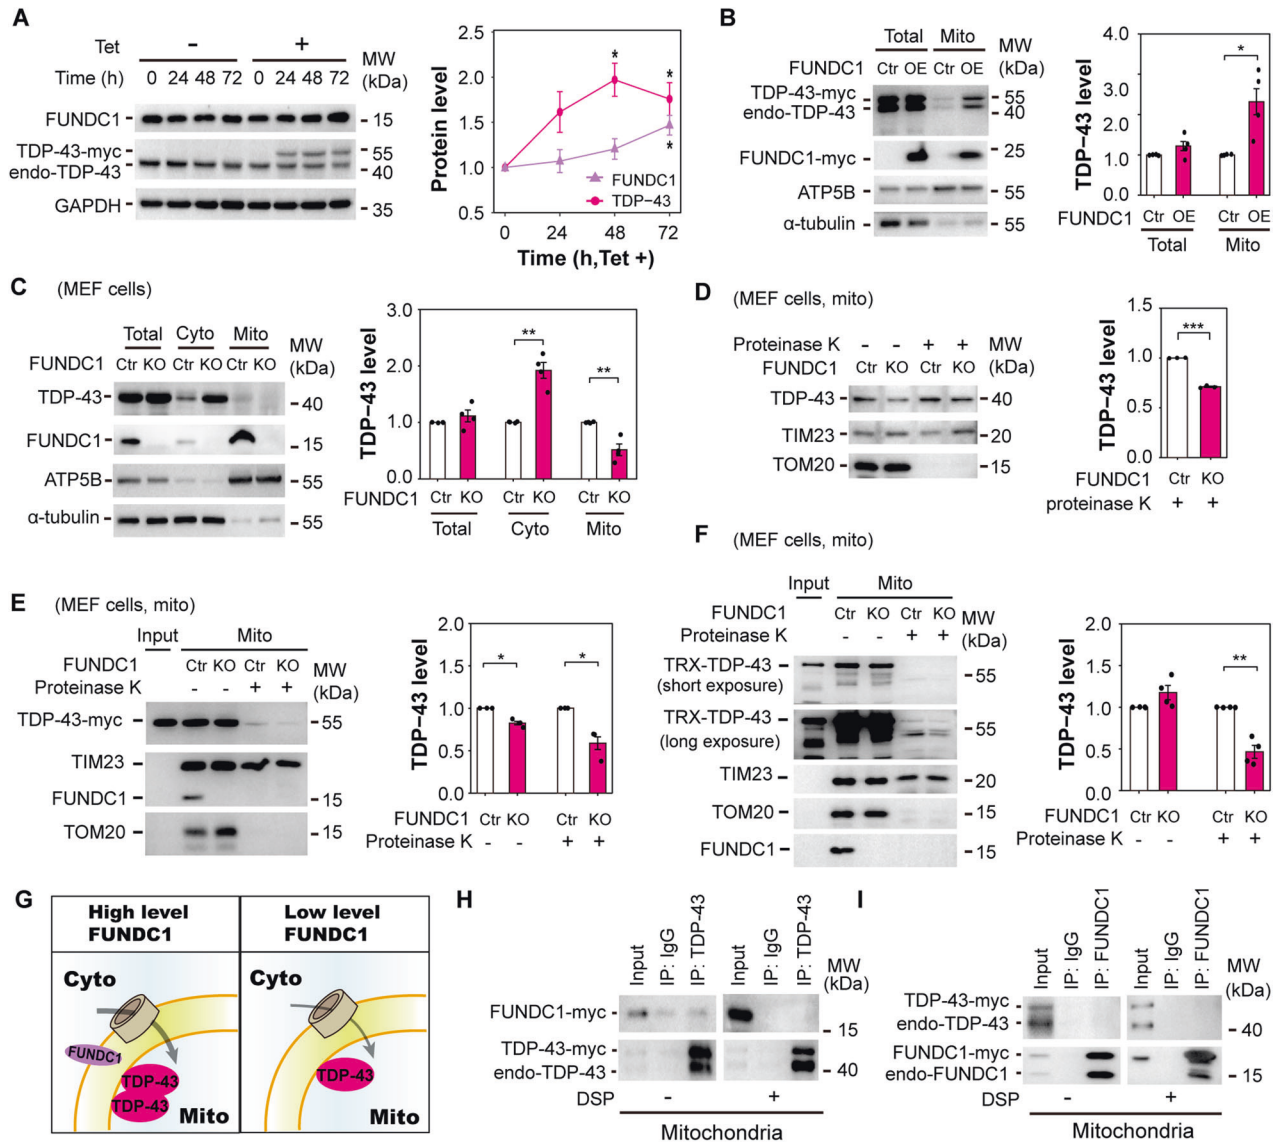 A
Tet - +
MW
(kDa)
Time (h) 0 24 48 72 0 24 48 72
FUNDC1
15
TDP-43-myc
55
endo-TDP-43
40
GAPDH
35
Protein level
2.5
2.0
1.5
1.0
0.5
* * *
FUNDC1
TDP−43
0 24 48 72
Time (h,Tet +)
B
Total Mito
FUNDC1 Ctr OE Ctr OE
TDP-43-myc
55
endo-TDP-43
40
FUNDC1-myc
25
ATP5B
55
α-tubulin
55
TDP−43 level
4.0
3.0
2.0
1.0
0.0
*
FUNDC1 Ctr OE Ctr OE
Total Mito
C
(MEF cells)
Total Cyto Mito
MW
(kDa)
FUNDC1 Ctr KO Ctr KO Ctr KO
TDP-43
40
FUNDC1
15
ATP5B
55
α-tubulin
55
TDP−43 level
3.0
2.0
1.0
0.0
** **
FUNDC1 Ctr KO Ctr KO Ctr KO
Total Cyto Mito
D
(MEF cells, mito)
Proteinase K - - + + MW
FUNDC1 Ctr KO Ctr KO (kDa)
TDP-43 40
TIM23 20
TOM20 15
TDP−43 level
1.5
1.0
0.5
0.0
***
FUNDC1 Ctr KO
proteinase K + +
E
(MEF cells, mito)
Input Mito
FUNDC1 Ctr KO Ctr KO MW
Proteinase K - - + + (kDa)
TDP-43-myc 55
TIM23
FUNDC1 15
TOM20 15
TDP−43 level
2.0
1.5
1.0
0.5
0.0
* *
FUNDC1 Ctr KO Ctr KO
Proteinase K - - + +
F
(MEF cells, mito)
Input Mito
FUNDC1 Ctr KO Ctr KO MW
Proteinase K - - + + (kDa)
TRX-TDP-43
55
(short exposure)
TRX-TDP-43
55
(long exposure)
TIM23 20
TOM20 15
FUNDC1 15
TDP−43 level
2.0
1.5
1.0
0.5
0.0
**
FUNDC1 Ctr KO Ctr KO
Proteinase K - - + +
G
High level
FUNDC1
Cyto
FUNDC1
TDP-43
TDP-43
Mito
Low level
FUNDC1
Cyto
TDP-43
Mito
H
Input IP: IgG IP: TDP-43 Input IP: IgG IP: TDP-43
MW
(kDa)
FUNDC1-myc
15
TDP-43-myc
endo-TDP-43 40
DSP - +
Mitochondria
I
Input IP: IgG IP: FUNDC1 Input IP: IgG IP: FUNDC1
MW
(kDa)
TDP-43-myc
endo-TDP-43 40
FUNDC1-myc
endo-FUNDC1 15
DSP - +
Mitochondria